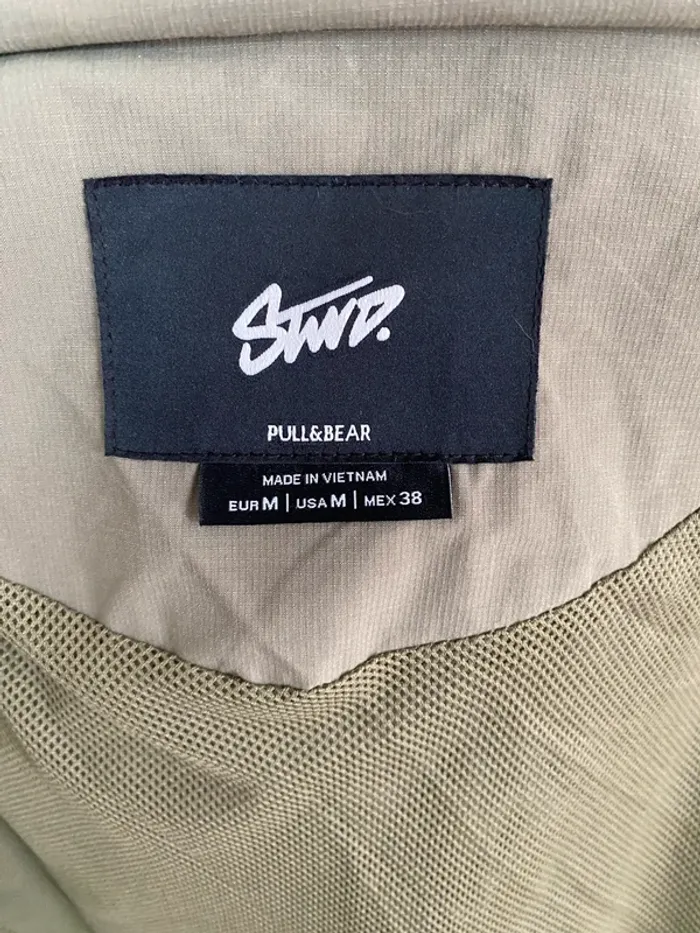 STWD.
PULL&BEAR
MADE IN VIETNAM
EUR M | USA M | MEX 38